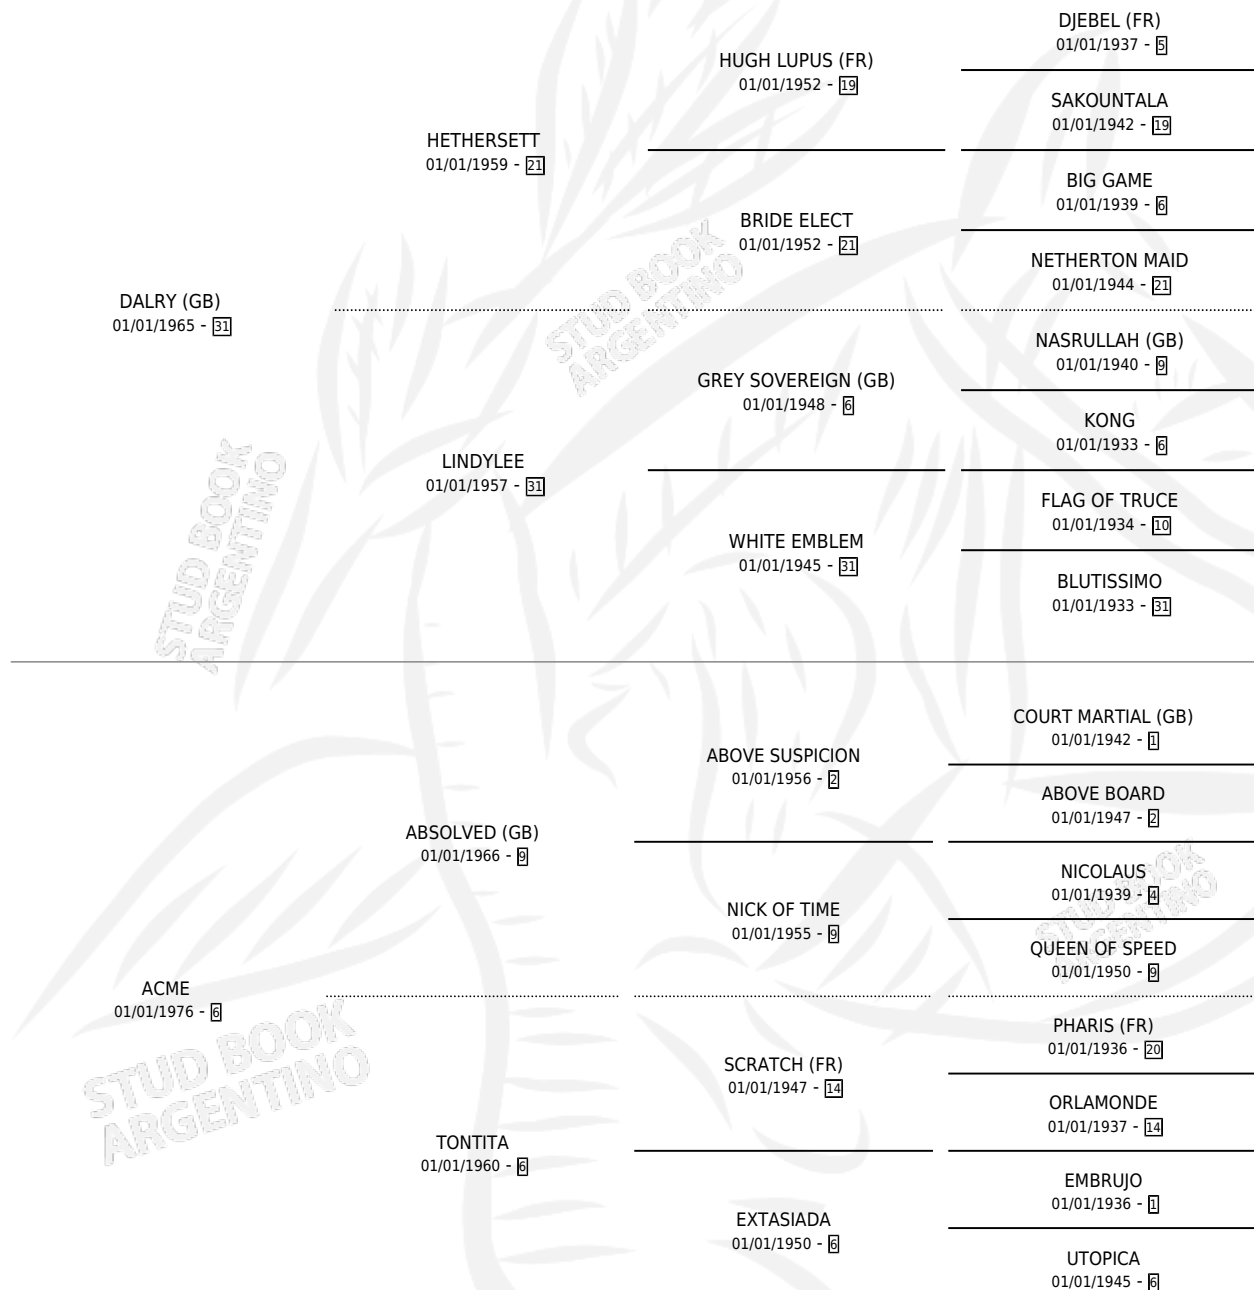 DJEBEL (FR)
01/01/1937 - 5
HUGH LUPUS (FR)
01/01/1952 - 19
SAKOUNTALA
01/01/1942 - 19
HETHERSETT
01/01/1959 - 21
BIG GAME
01/01/1939 - 6
BRIDE ELECT
01/01/1952 - 21
NETHERTON MAID
01/01/1944 - 21
DALRY (GB)
01/01/1965 - 31
STUD BOOK
ARGENTINO
NASRULLAH (GB)
01/01/1940 - 9
GREY SOVEREIGN (GB)
01/01/1948 - 6
KONG
01/01/1933 - 6
LINDYLEE
01/01/1957 - 31
FLAG OF TRUCE
01/01/1934 - 10
WHITE EMBLEM
01/01/1945 - 31
BLUTISSIMO
01/01/1933 - 31
STUD BOOK
ARGENTINO
COURT MARTIAL (GB)
01/01/1942 - 1
ABOVE SUSPICION
01/01/1956 - 2
ABOVE BOARD
01/01/1947 - 2
ABSOLVED (GB)
01/01/1966 - 9
NICOLAUS
01/01/1939 - 4
STUD BOOK
ARGENTINO
NICK OF TIME
01/01/1955 - 9
QUEEN OF SPEED
01/01/1950 - 9
ACME
01/01/1976 - 6
STUD BOOK
ARGENTINO
PHARIS (FR)
01/01/1936 - 20
SCRATCH (FR)
01/01/1947 - 14
ORLAMONDE
01/01/1937 - 14
TONTITA
01/01/1960 - 6
EMBRUJO
01/01/1936 - 1
EXTASIADA
01/01/1950 - 6
UTOPICA
01/01/1945 - 6